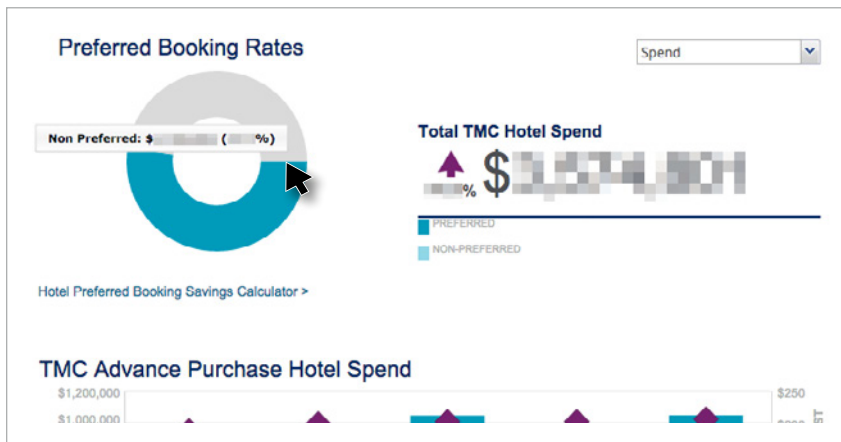 Preferred Booking Rates
Spend
Non Preferred: $ ( %)
Total TMC Hotel Spend
% $
PREFERRED
NON-PREFERRED
Hotel Preferred Booking Savings Calculator >
TMC Advance Purchase Hotel Spend
$1,200,000
$250
$1,000,000